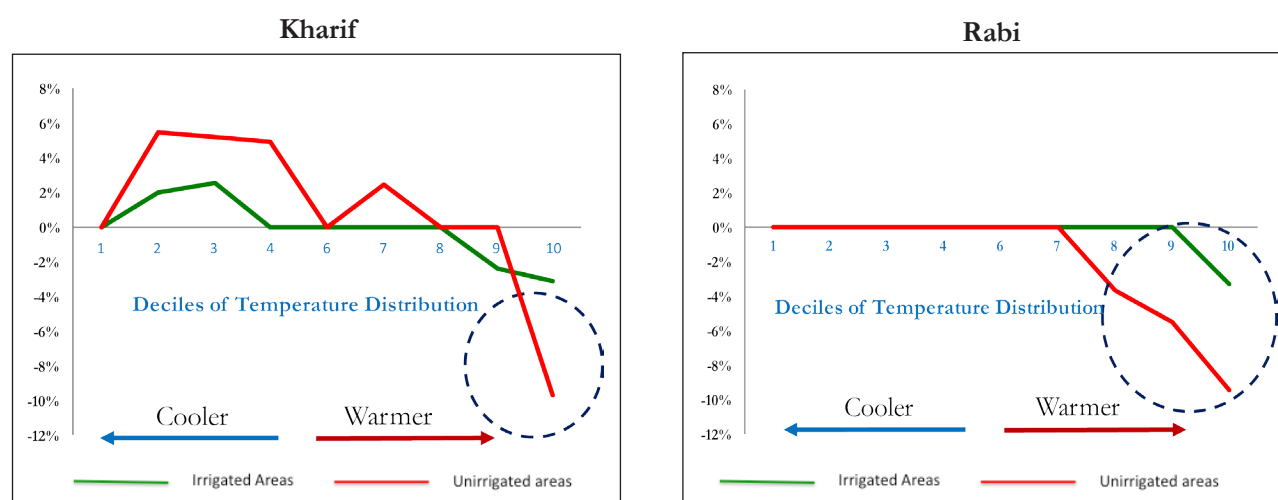 Kharif
8%
6%
4%
2%
0%
-2%
-4%
-6%
-8%
-10%
-12%
1 2 3 4 6 7 8 9 10
Deciles of Temperature Distribution
Cooler Warmer
Irrigated Areas Unirrigated areas
Rabi
8%
6%
4%
2%
0%
-2%
-4%
-6%
-8%
-10%
-12%
1 2 3 4 6 7 8 9 10
Deciles of Temperature Distribution
Cooler Warmer
Irrigated Areas Unirrigated areas